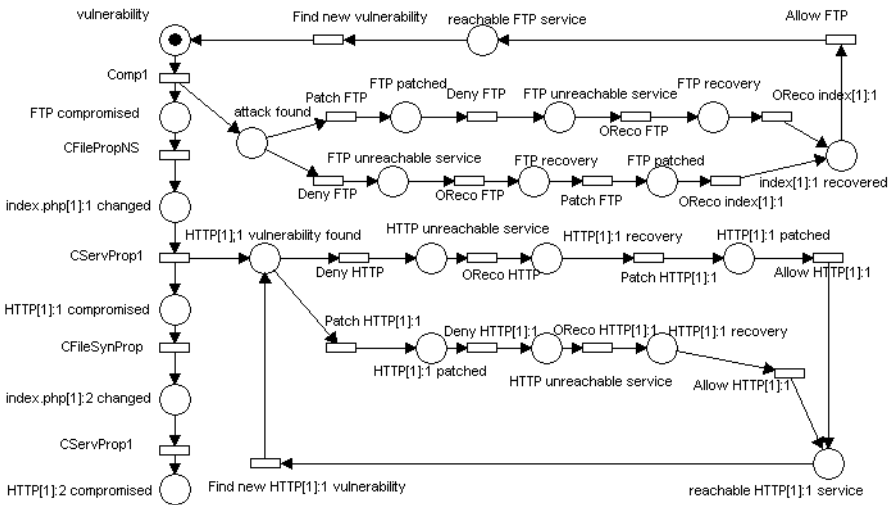 vulnerability
Find new vulnerability
reachable FTP service
Allow FTP
Comp1
FTP compromised
attack found
Patch FTP
FTP patched
Deny FTP
FTP unreachable service
OReco FTP
FTP recovery
OReco index[1]:1
CFilePropNS
Deny FTP
FTP unreachable service
OReco FTP
FTP recovery
Patch FTP
FTP patched
OReco index[1]:1
index[1]:1 recovered
index.php[1]:1 changed
CServProp1
HTTP[1];1 vulnerability found
Deny HTTP
HTTP unreachable service
OReco HTTP
HTTP[1]:1 recovery
Patch HTTP[1]:1
HTTP[1]:1 patched
Allow HTTP[1]:1
HTTP[1]:1 compromised
Patch HTTP[1]:1
HTTP[1]:1 patched
Deny HTTP[1]:1
HTTP unreachable service
OReco HTTP[1]:1
HTTP[1]:1 recovery
Allow HTTP[1]:1
CFileSynProp
index.php[1]:2 changed
CServProp1
HTTP[1]:2 compromised
Find new HTTP[1]:1 vulnerability
reachable HTTP[1]:1 service